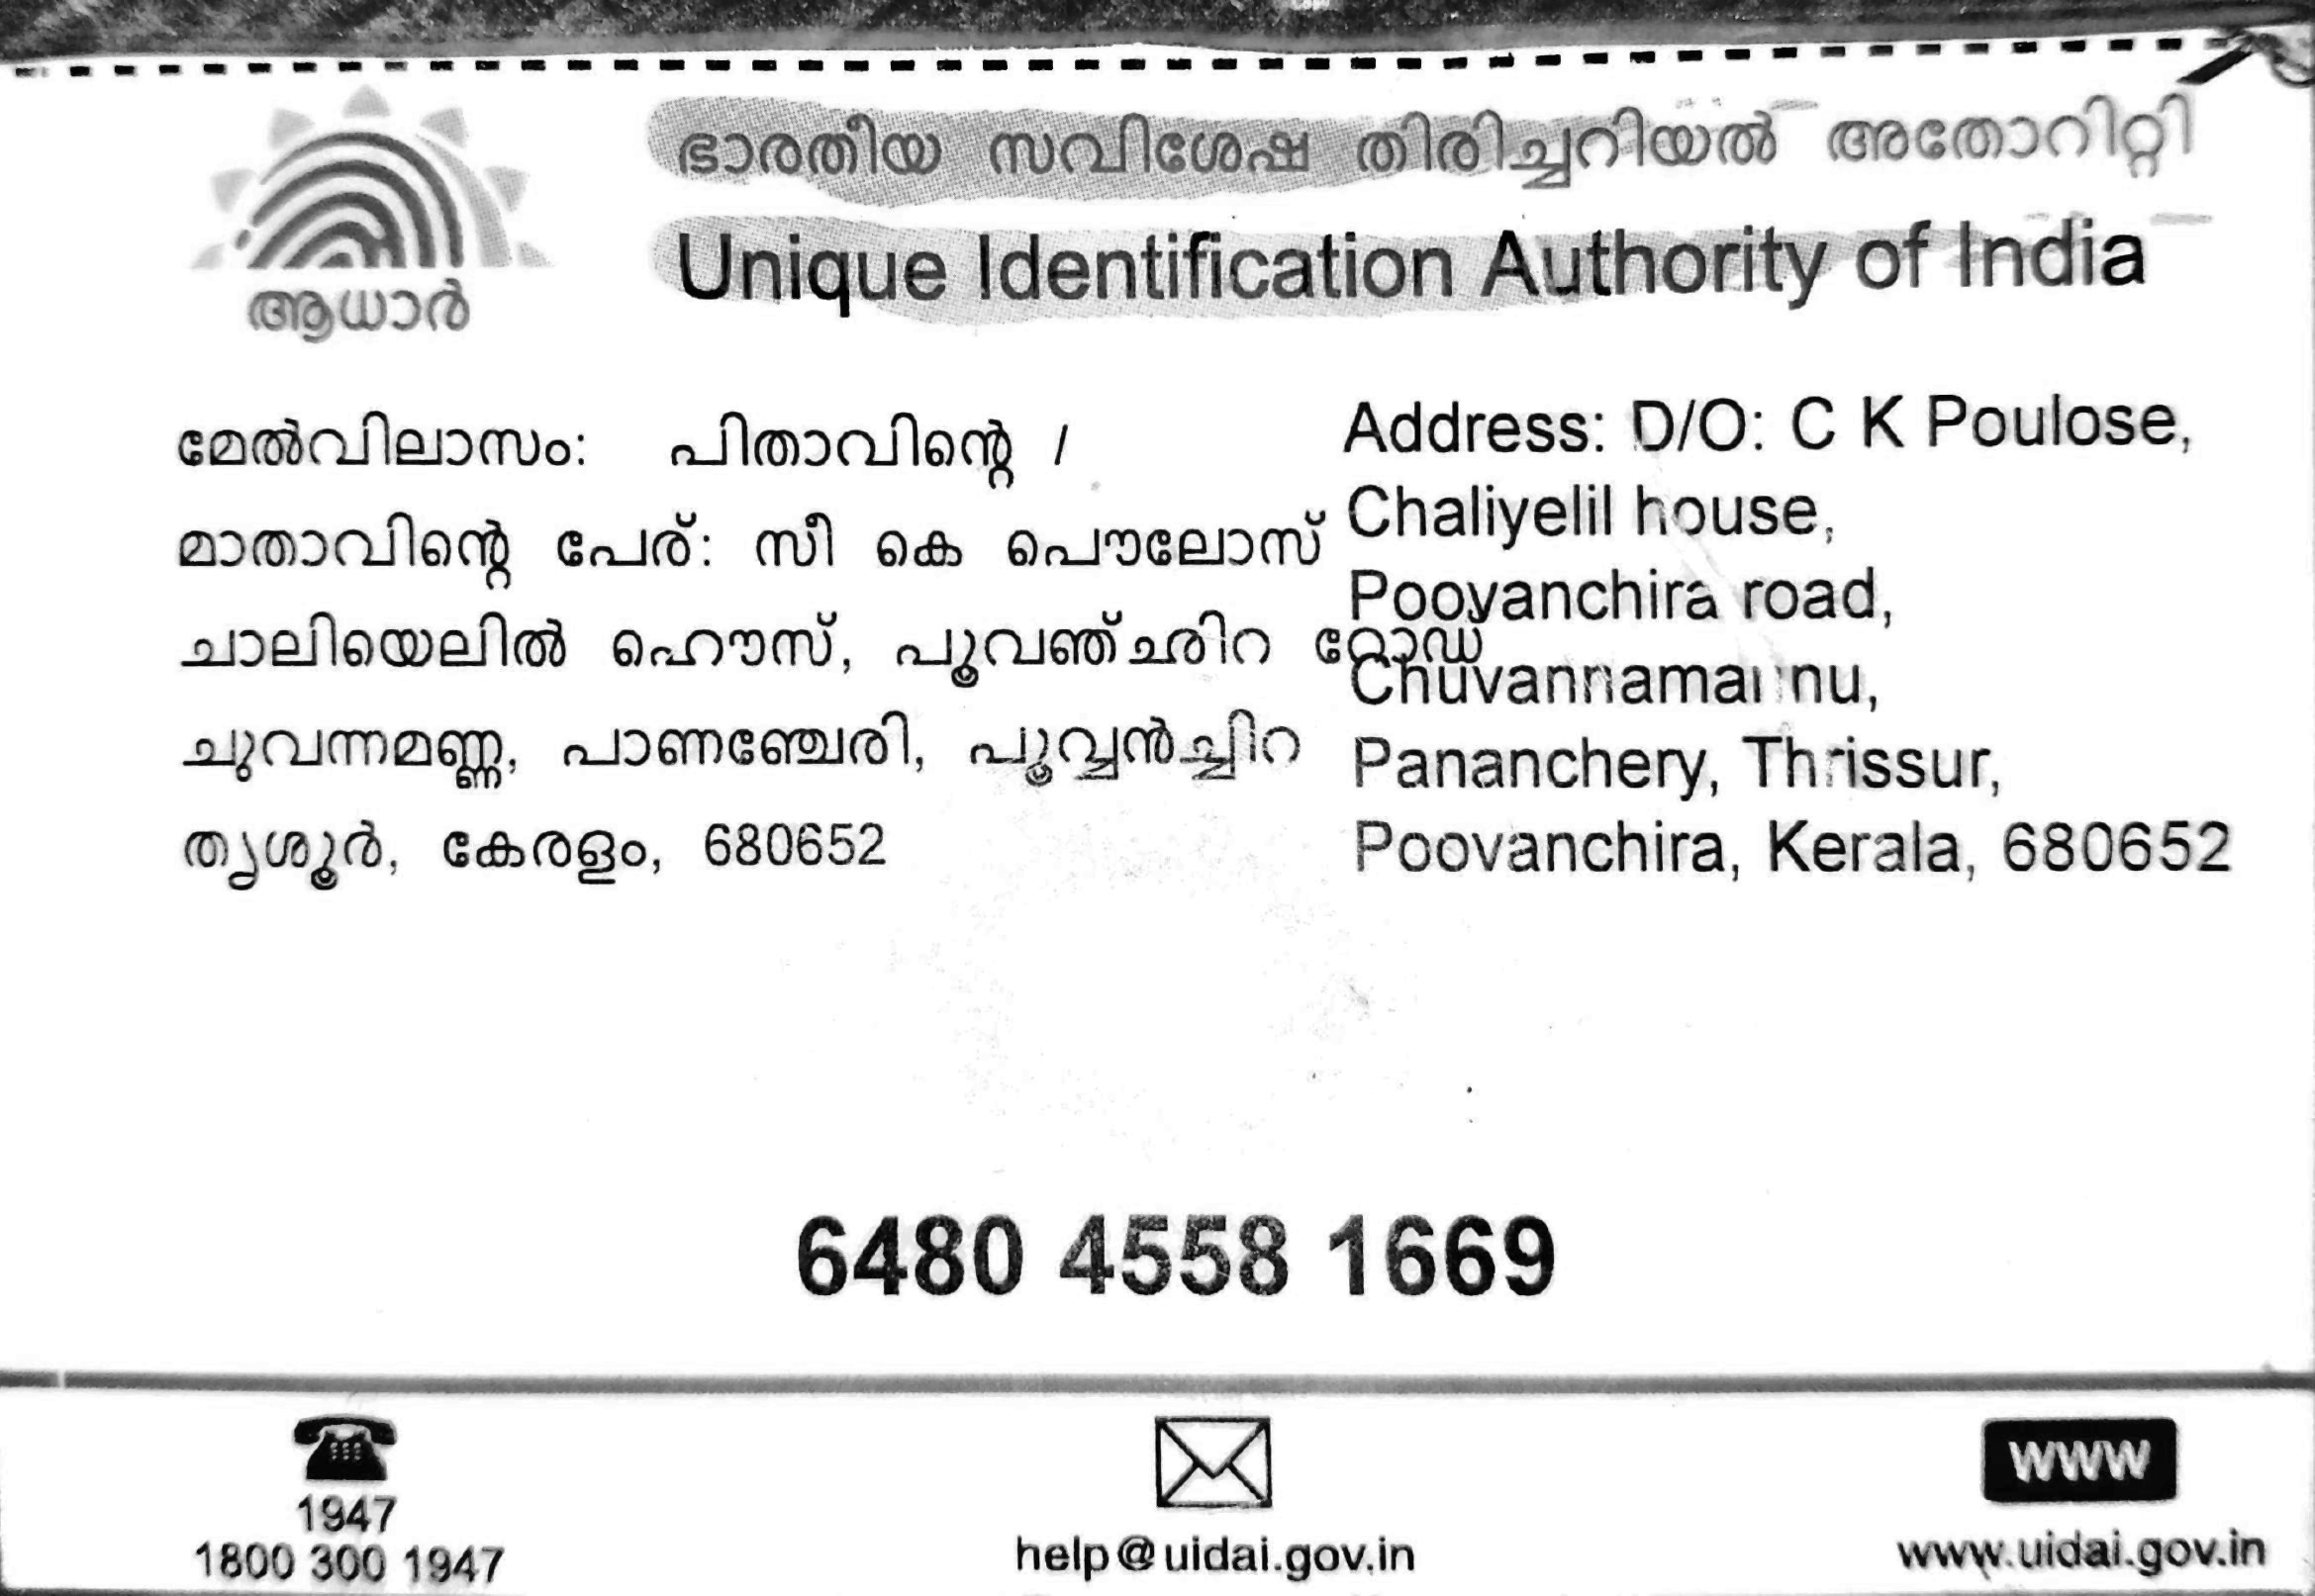 ഭാരതീയ സവിശേഷ തിരിച്ചറിയൽ അതോറിറ്റി
Unique Identification Authority of India
ആധാർ
മേൽവിലാസം: പിതാവിന്റെ /
മാതാവിന്റെ പേര്: സീ കെ പൌലോസ്
ചാലിയെലിൽ ഹൌസ്, പൂവഞ്ഛിറ റോഡ്
ചുവന്നമണ്ണ, പാണഞ്ചേരി, പൂവ്വൻച്ചിറ
തൃശൂർ, കേരളം, 680652
Address: D/O: C K Poulose,
Chaliyelil house,
Poovanchira road,
Pananchery, Thrissur,
Poovanchira, Kerala, 680652
6480 4558 1669
1947
1800 300 1947
help@uidai.gov.in
www
www.uidai.gov.in